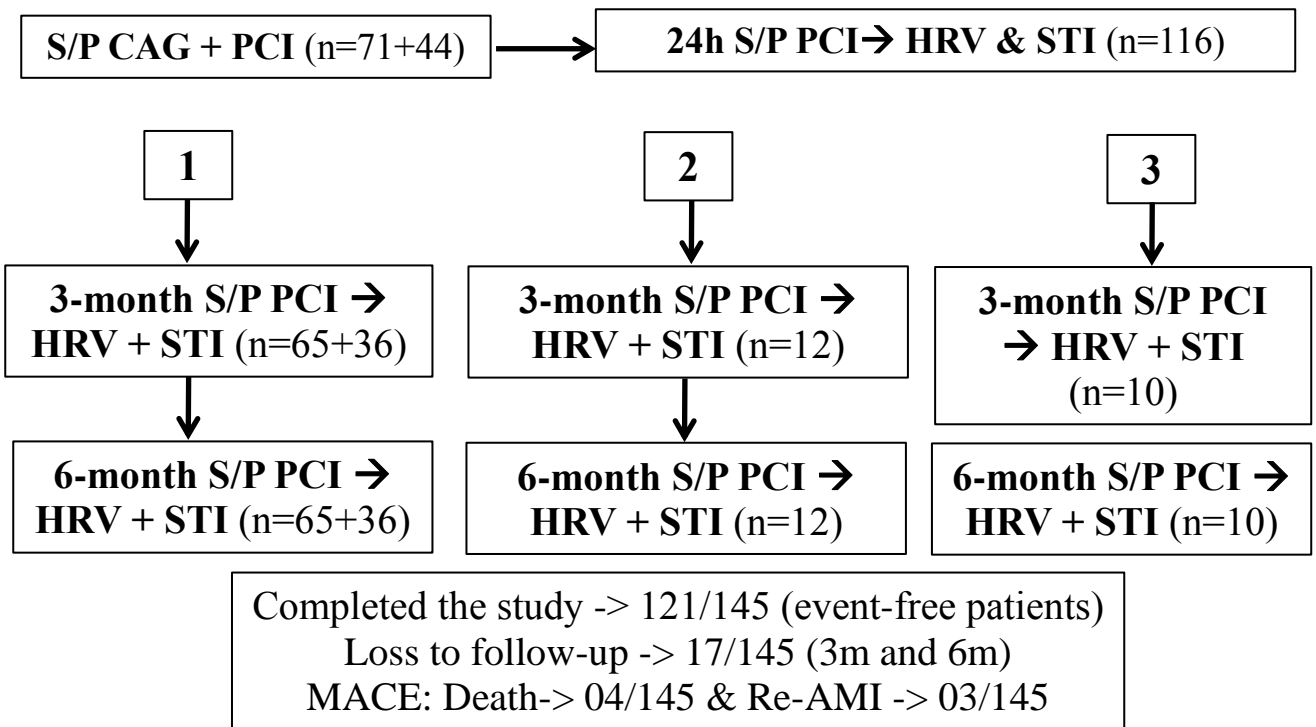 S/P CAG + PCI (n=71+44)
24h S/P PCI→ HRV & STI (n=116)
1
2
3
3-month S/P PCI →
HRV + STI (n=65+36)
3-month S/P PCI →
HRV + STI (n=12)
3-month S/P PCI
→ HRV + STI
(n=10)
6-month S/P PCI →
HRV + STI (n=65+36)
6-month S/P PCI →
HRV + STI (n=12)
6-month S/P PCI →
HRV + STI (n=10)
Completed the study -> 121/145 (event-free patients)
Loss to follow-up -> 17/145 (3m and 6m)
MACE: Death-> 04/145 & Re-AMI -> 03/145